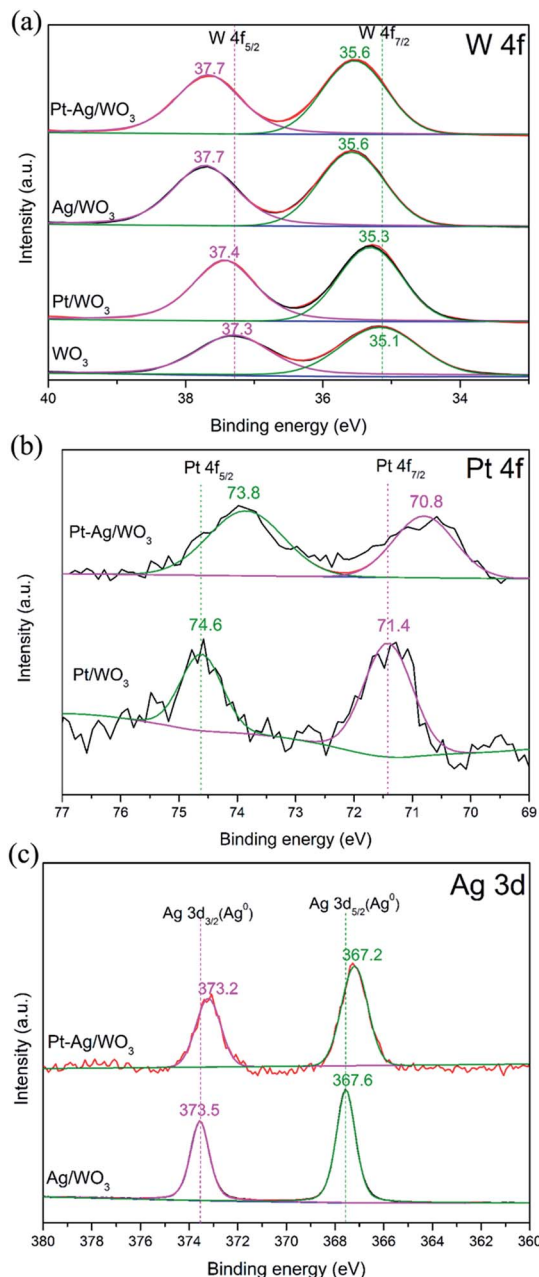 (a)
W 4f5/2
W 4f7/2
W 4f
37.7
35.6
Pt-Ag/WO3
37.7
35.6
Ag/WO3
37.4
35.3
Pt/WO3
37.3
35.1
WO3
Intensity (a.u.)
40 38 36 34
Binding energy (eV)
(b)
Pt 4f5/2
Pt 4f7/2
Pt 4f
73.8
70.8
Pt-Ag/WO3
74.6
71.4
Pt/WO3
Intensity (a.u.)
77 76 75 74 73 72 71 70 69
Binding energy (eV)
(c)
Ag 3d
Ag 3d3/2(Ag0)
Ag 3d5/2(Ag0)
373.2
367.2
Pt-Ag/WO3
373.5
367.6
Ag/WO3
Intensity (a.u.)
380 378 376 374 372 370 368 366 364 362 360
Binding energy (eV)